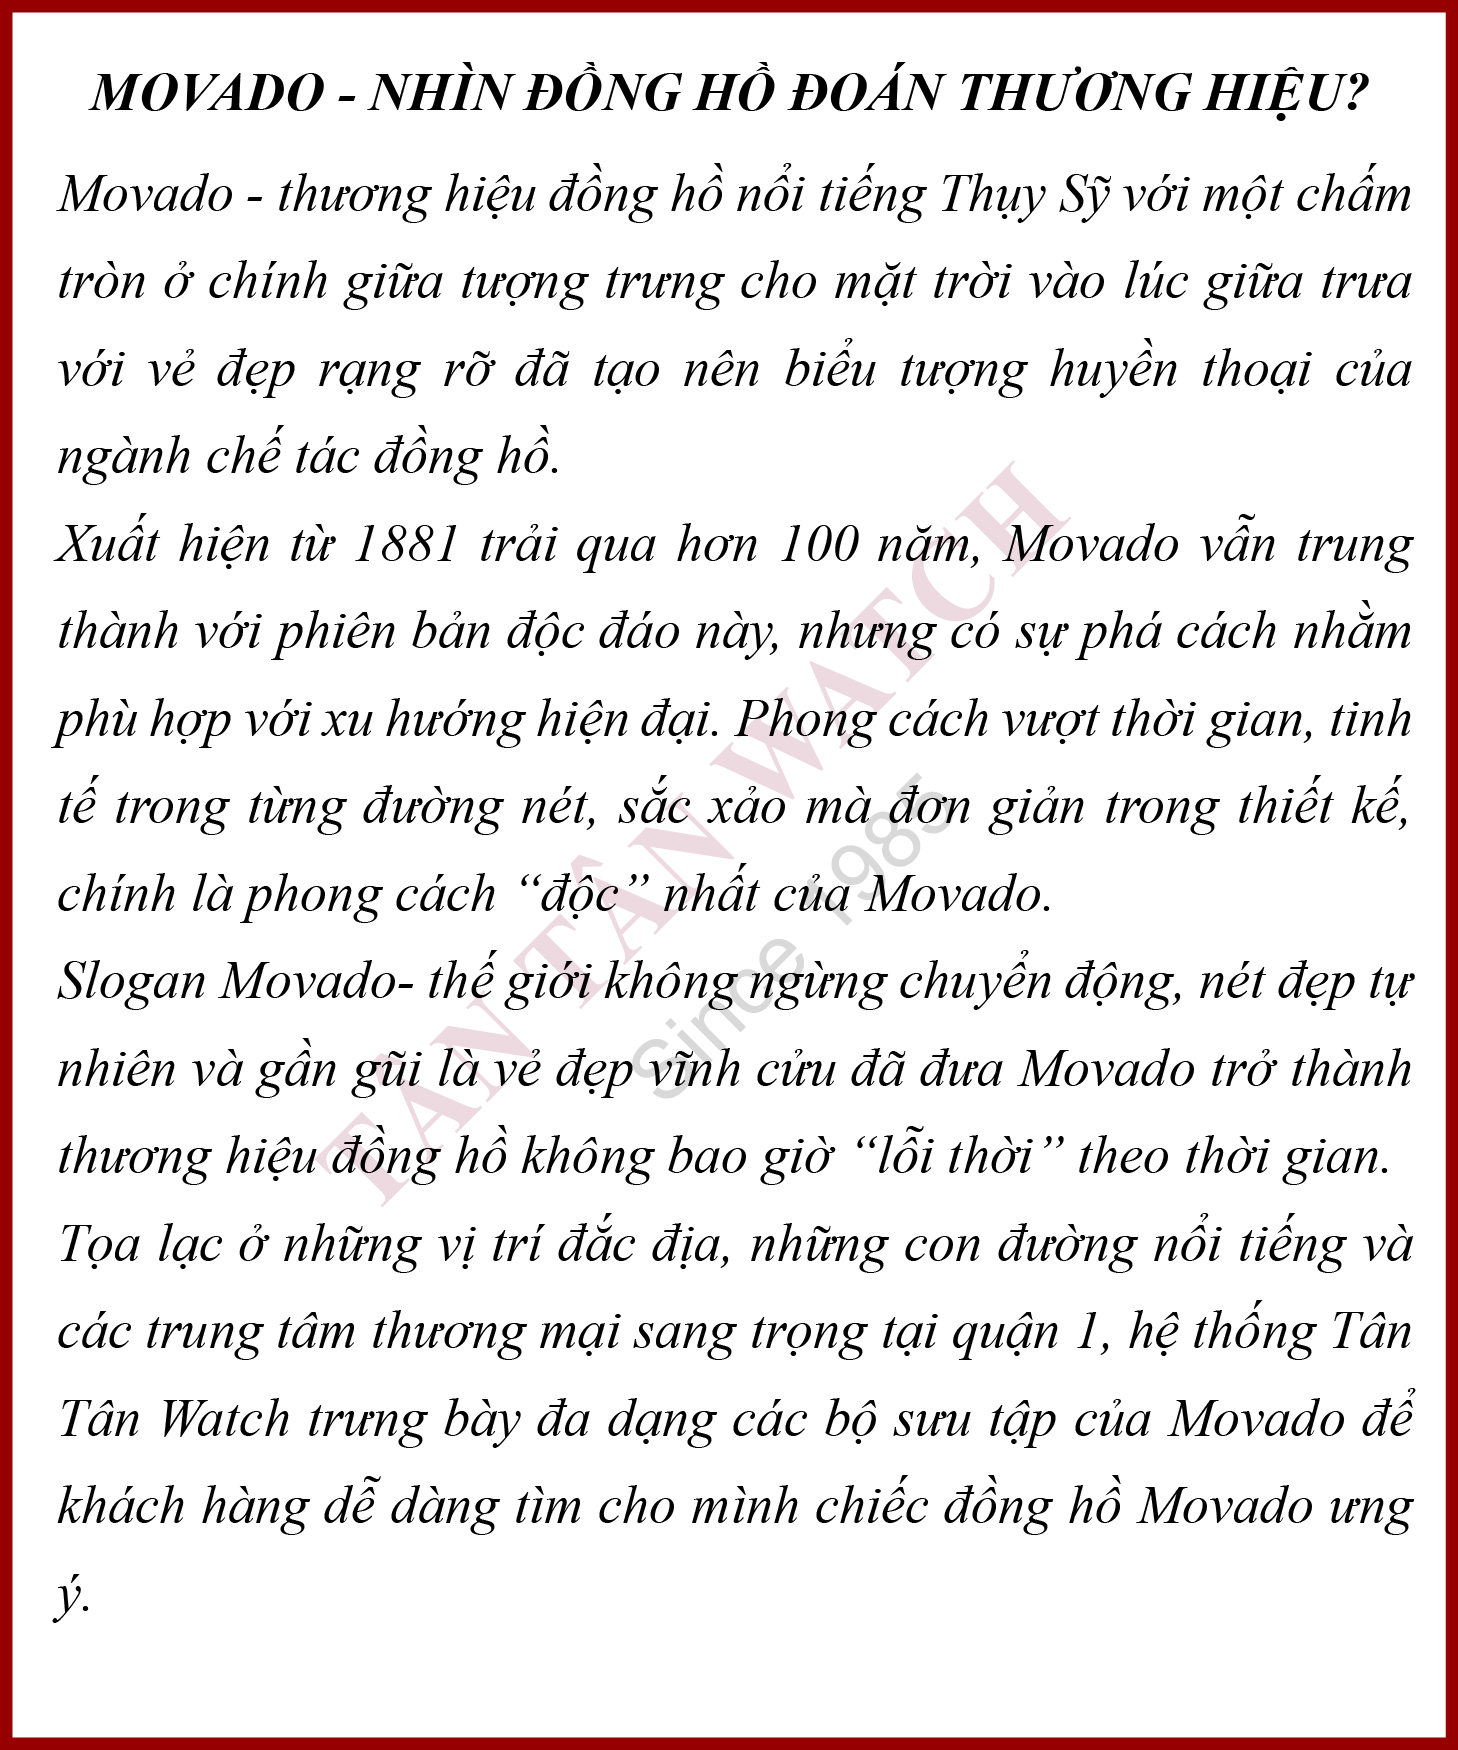 MOVADO - NHÌN ĐỒNG HỒ ĐOÁN THƯƠNG HIỆU?
Movado - thương hiệu đồng hồ nổi tiếng Thụy Sỹ với một chấm
tròn ở chính giữa tượng trưng cho mặt trời vào lúc giữa trưa
với vẻ đẹp rạng rỡ đã tạo nên biểu tượng huyền thoại của
ngành chế tác đồng hồ.
Xuất hiện từ 1881 trải qua hơn 100 năm, Movado vẫn trung
thành với phiên bản độc đáo này, nhưng có sự phá cách nhằm
phù hợp với xu hướng hiện đại. Phong cách vượt thời gian, tinh
tế trong từng đường nét, sắc xảo mà đơn giản trong thiết kế,
chính là phong cách “độc” nhất của Movado.
Slogan Movado- thế giới không ngừng chuyển động, nét đẹp tự
nhiên và gần gũi là vẻ đẹp vĩnh cửu đã đưa Movado trở thành
thương hiệu đồng hồ không bao giờ “lỗi thời” theo thời gian.
Tọa lạc ở những vị trí đắc địa, những con đường nổi tiếng và
các trung tâm thương mại sang trọng tại quận 1, hệ thống Tân
Tân Watch trưng bày đa dạng các bộ sưu tập của Movado để
khách hàng dễ dàng tìm cho mình chiếc đồng hồ Movado ưng
ý.
TÂN TÂN WATCH
Since 1985